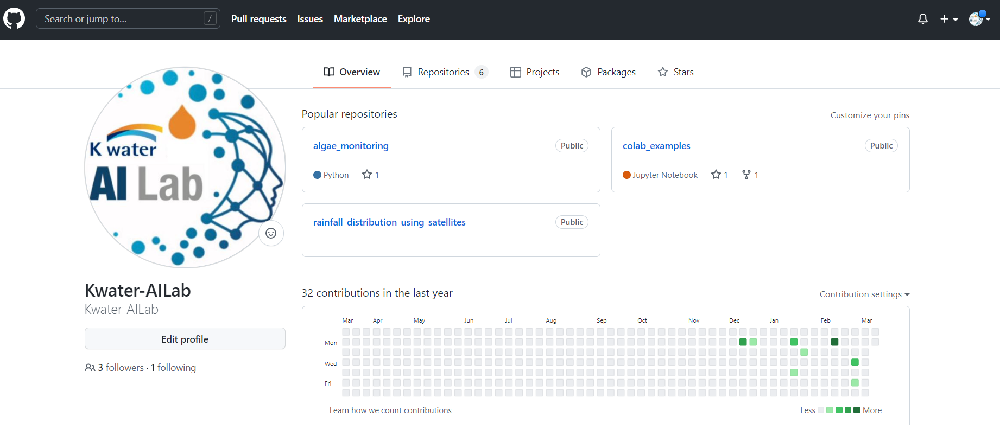 Search or jump to... /
Pull requests Issues Marketplace Explore
Overview Repositories 6 Projects Packages Stars
K water
AI Lab
Kwater-AILab
Kwater-AILab
Edit profile
3 followers · 1 following
Popular repositories Customize your pins
algae_monitoring Public
Python 1
colab_examples Public
Jupyter Notebook 1 1
rainfall_distribution_using_satellites Public
32 contributions in the last year Contribution settings
Mar Apr May Jun Jul Aug Sep Oct Nov Dec Jan Feb Mar
Mon
Wed
Fri
Learn how we count contributions Less More